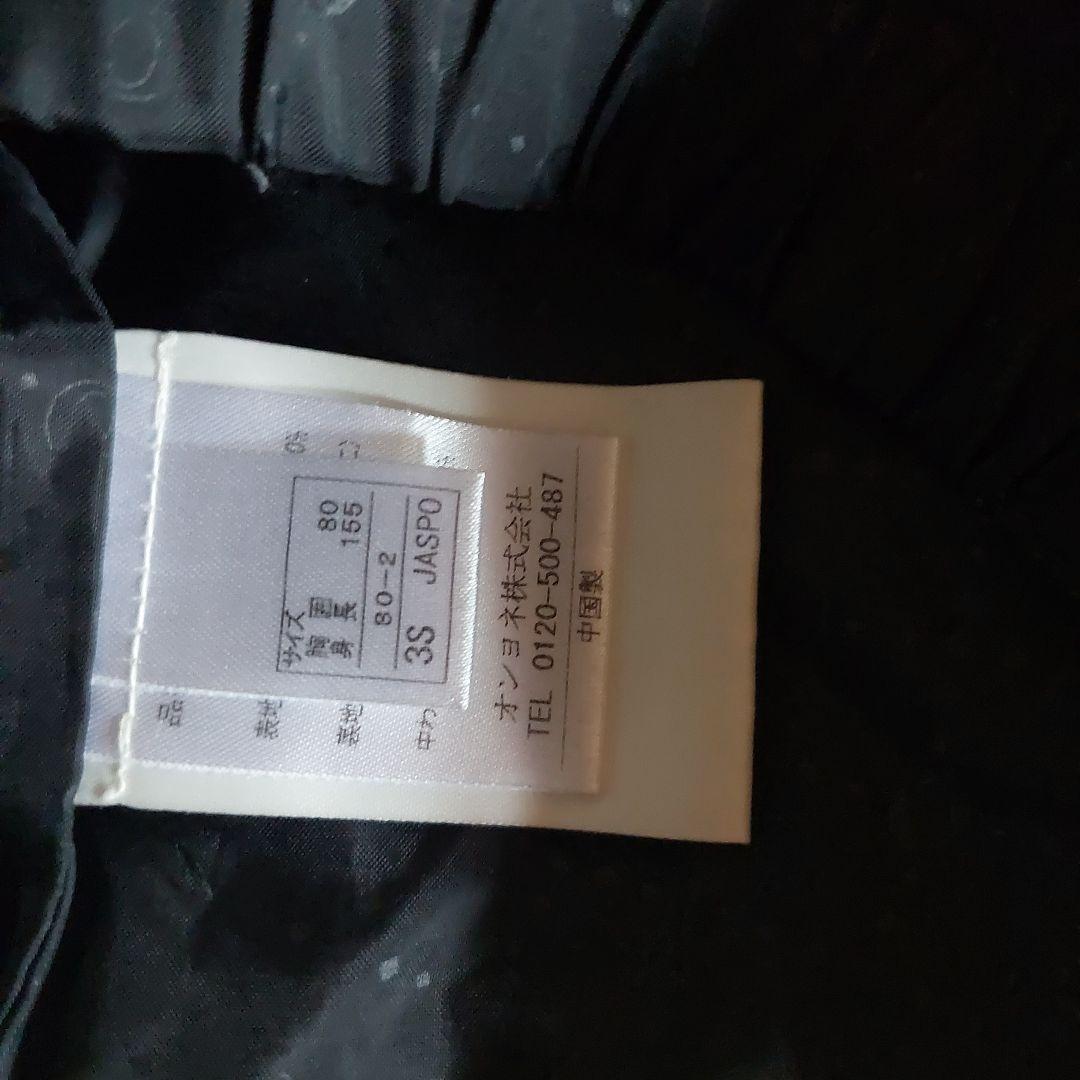 サイズ
胸囲 80
身長 155
80-2
3S JASPO
0%
品
表地
裏地
中わ
オンヨネ株式会社
TEL 0120-500-487
中国製